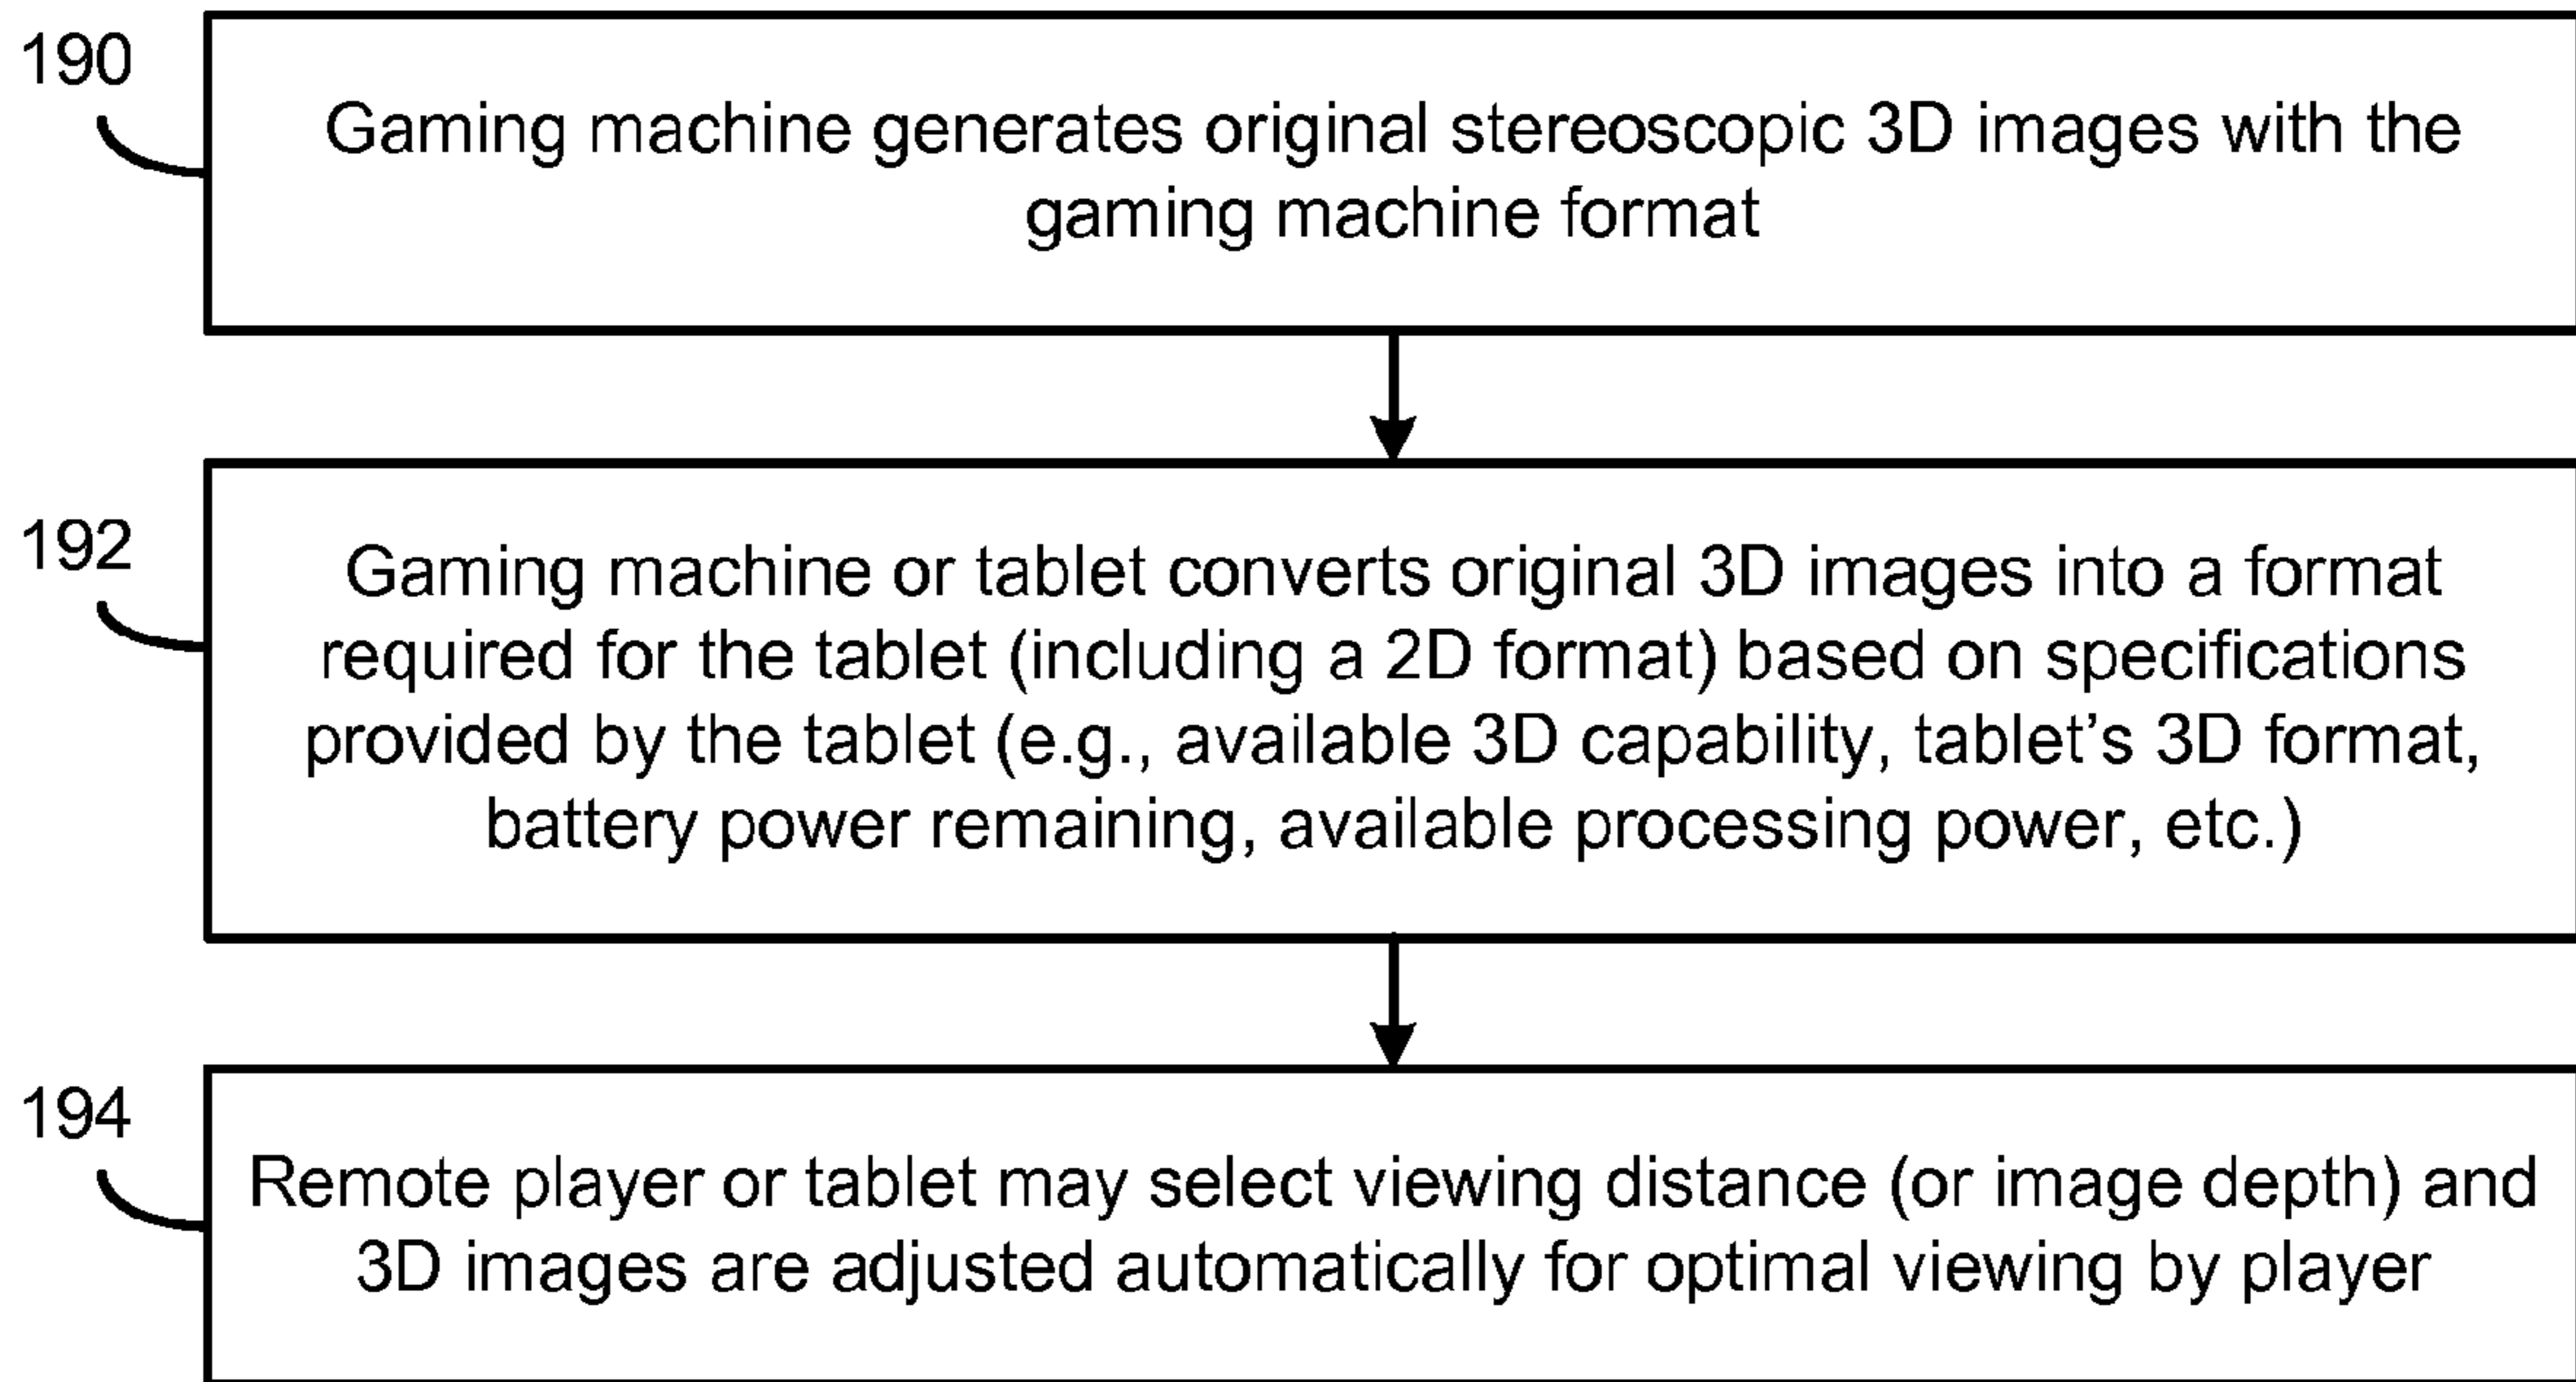 190
Gaming machine generates original stereoscopic 3D images with the
gaming machine format
192
Gaming machine or tablet converts original 3D images into a format
required for the tablet (including a 2D format) based on specifications
provided by the tablet (e.g., available 3D capability, tablet's 3D format,
battery power remaining, available processing power, etc.)
194
Remote player or tablet may select viewing distance (or image depth) and
3D images are adjusted automatically for optimal viewing by player